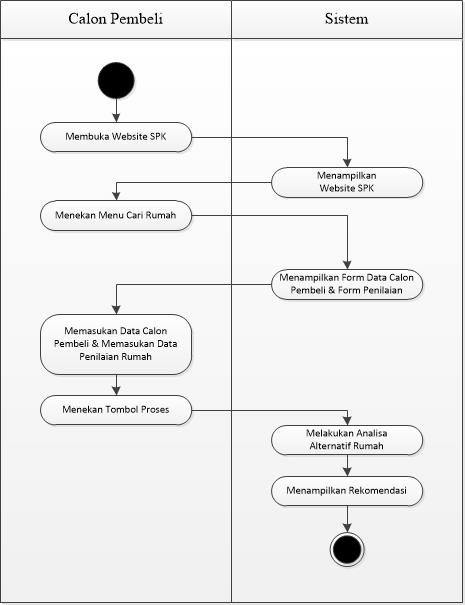 Calon Pembeli
Sistem
Membuka Website SPK
Menampilkan
Website SPK
Menekan Menu Cari Rumah
Menampilkan Form Data Calon
Pembeli & Form Penilaian
Memasukan Data Calon
Pembeli & Memasukan Data
Penilaian Rumah
Menekan Tombol Proses
Melakukan Analisa
Alternatif Rumah
Menampilkan Rekomendasi